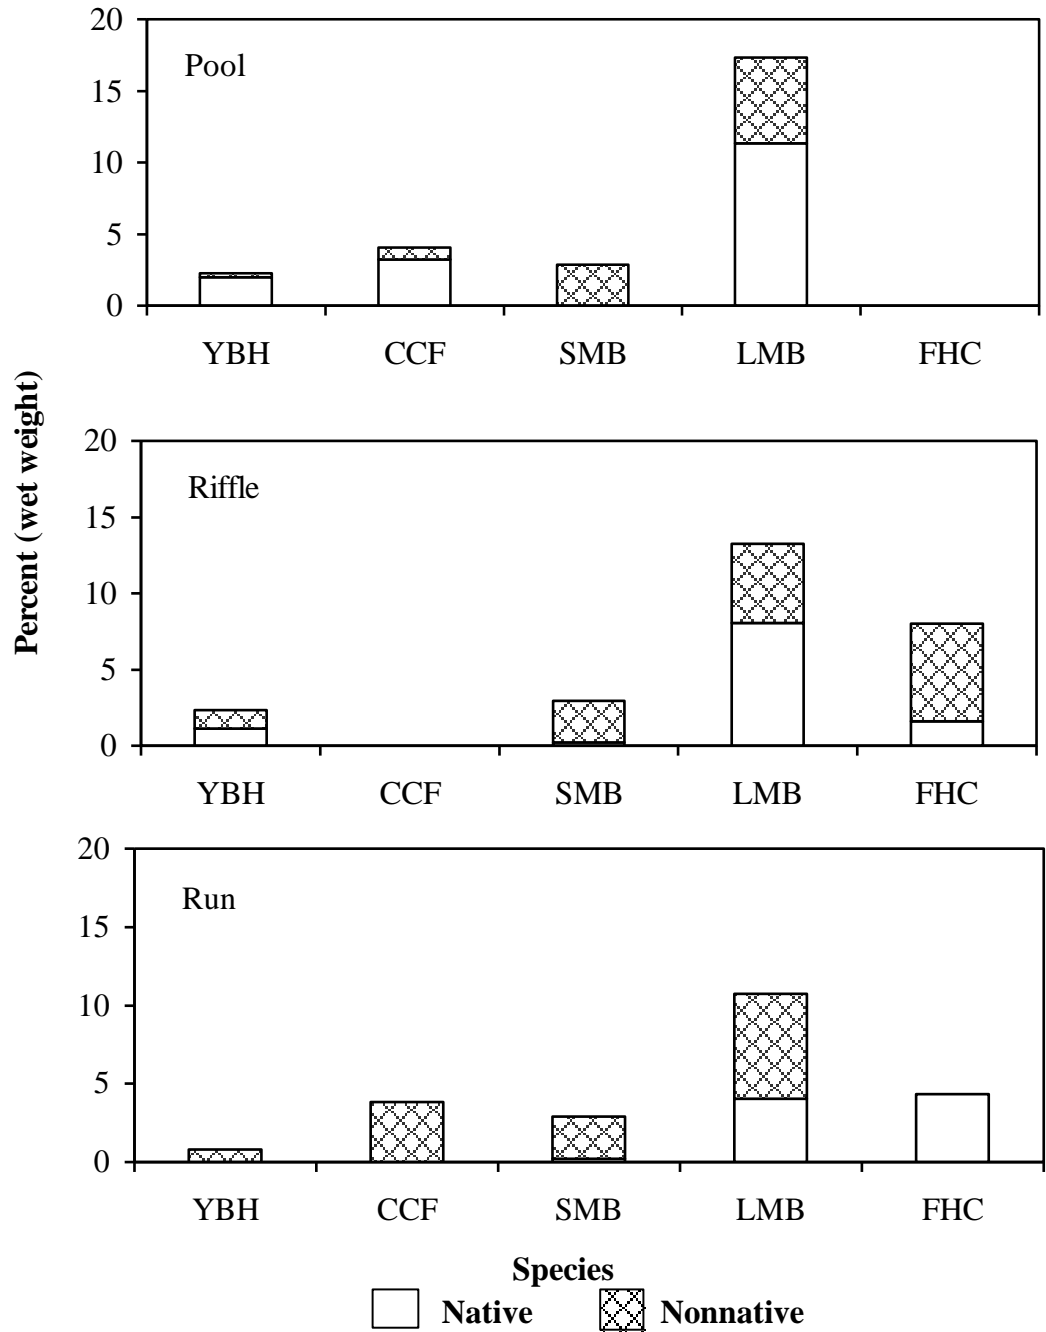 20
Pool
15
10
5
0
YBH CCF SMB LMB FHC
Percent (wet weight)
20
Riffle
15
10
5
0
YBH CCF SMB LMB FHC
20
Run
15
10
5
0
YBH CCF SMB LMB FHC
Species
Native Nonnative